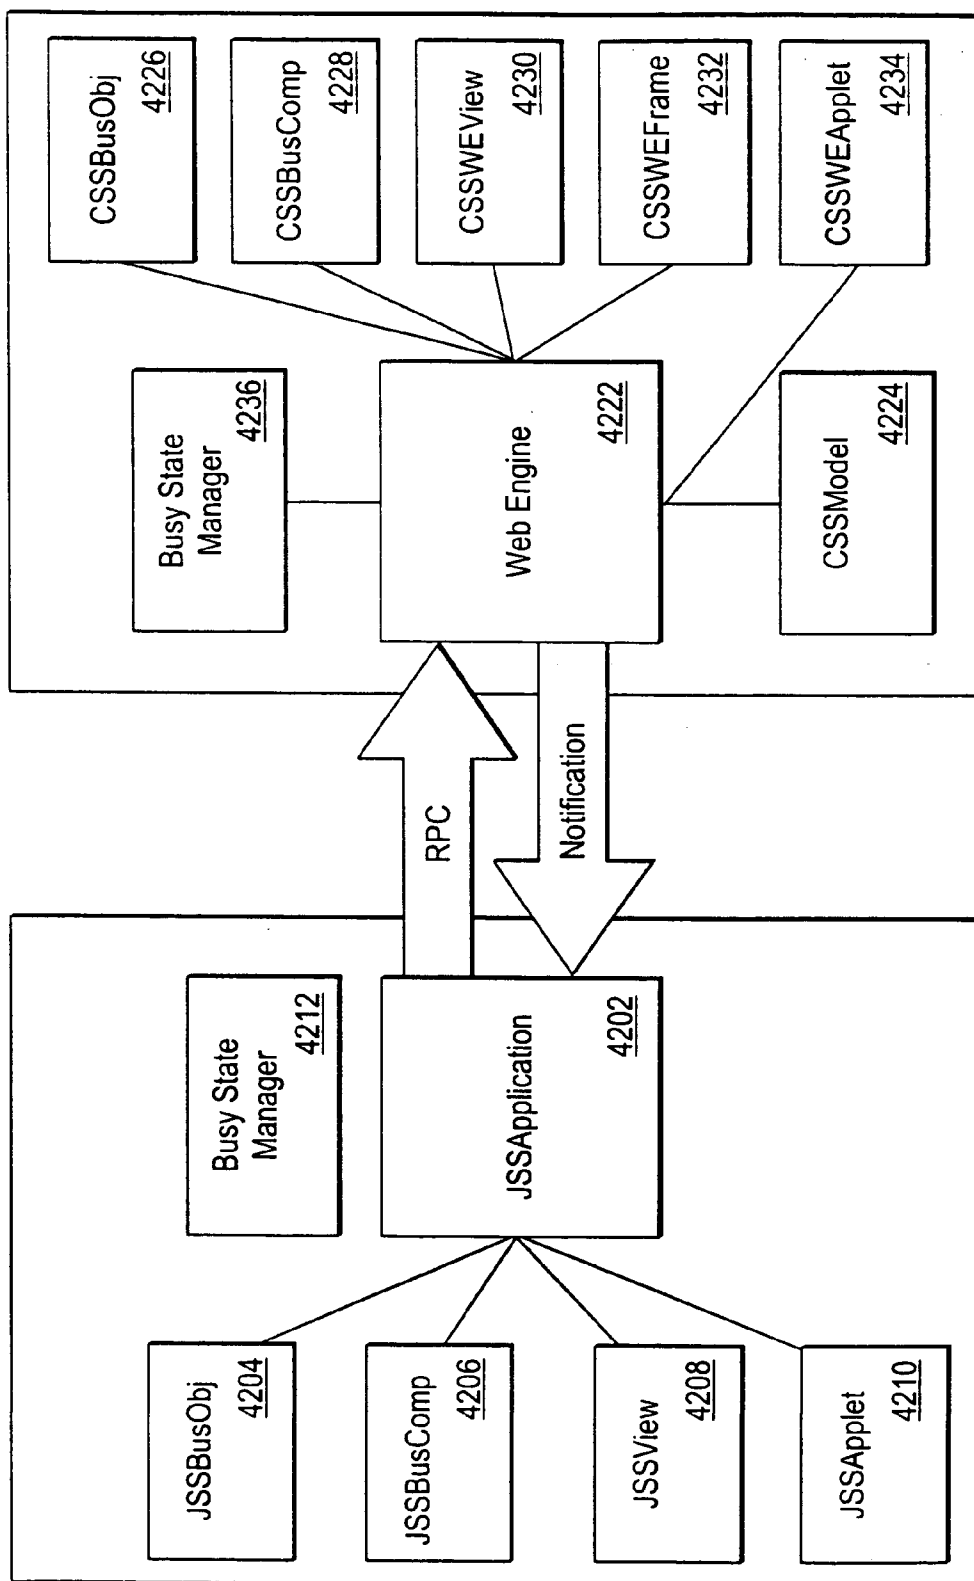 JSSBusObj
4204
JSSBusComp
4206
JSSView
4208
JSSApplet
4210
Busy State
Manager
4212
JSSApplication
4202
RPC
Notification
Busy State
Manager
4236
Web Engine
4222
CSSModel
4224
CSSBusObj
4226
CSSBusComp
4228
CSSWEView
4230
CSSWEFrame
4232
CSSWEApplet
4234